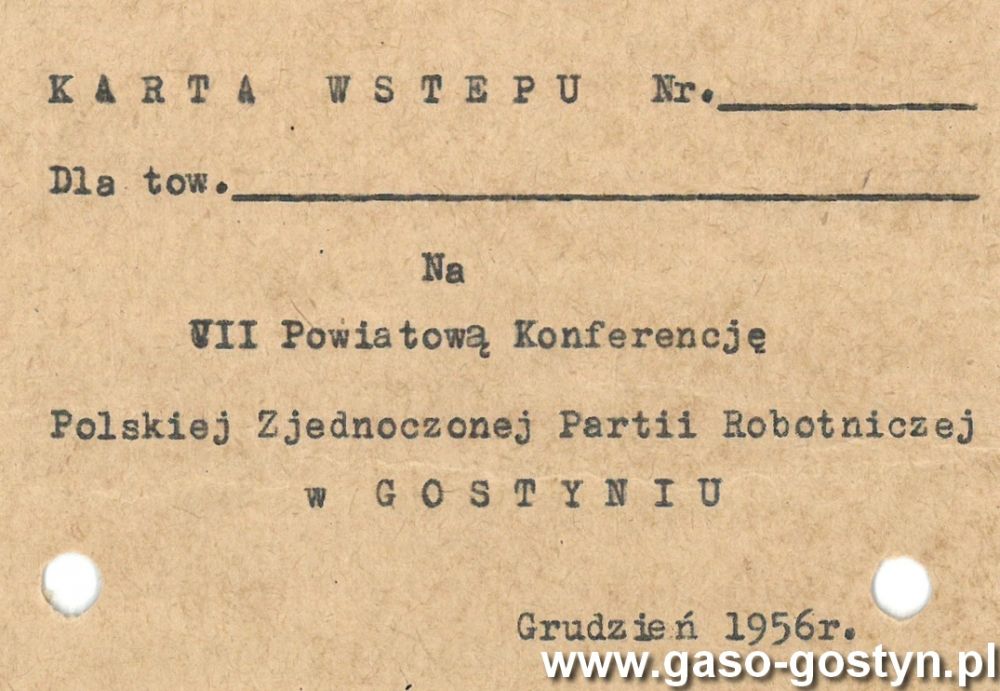 KARTA WSTEPU Nr.
Dla tow.
Na
VII Powiatową Konferencję
Polskiej Zjednoczonej Partii Robotniczej
w GOSTYNIU
Grudzień 1956r.
www.gaso-gostyn.pl